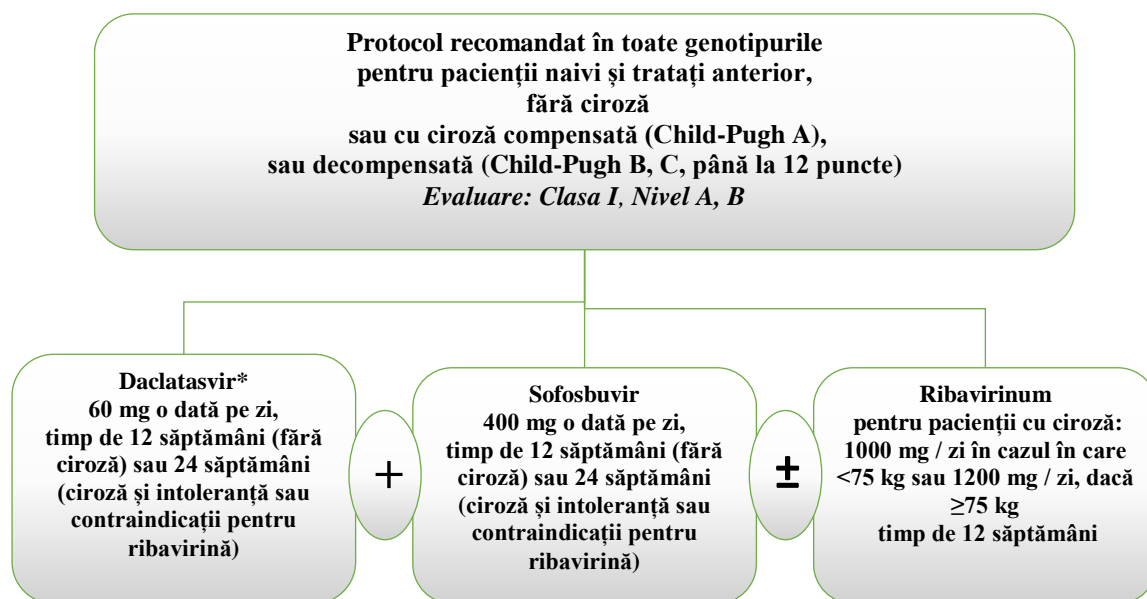 Protocol recomandat în toate genotipurile
pentru pacienții naivi și tratați anterior,
fără ciroză
sau cu ciroză compensată (Child-Pugh A),
sau decompensată (Child-Pugh B, C, până la 12 puncte)
Evaluare: Clasa I, Nivel A, B
Daclatasvir*
60 mg o dată pe zi,
timp de 12 săptămâni (fără
ciroză) sau 24 săptămâni
(ciroză și intoleranță sau
contraindicații pentru
ribavirină)
+
Sofosbuvir
400 mg o dată pe zi,
timp de 12 săptămâni (fără
ciroză) sau 24 săptămâni
(ciroză și intoleranță sau
contraindicații pentru
ribavirină)
±
Ribavirinum
pentru pacienții cu ciroză:
1000 mg / zi în cazul în care
<75 kg sau 1200 mg / zi, dacă
≥75 kg
timp de 12 săptămâni